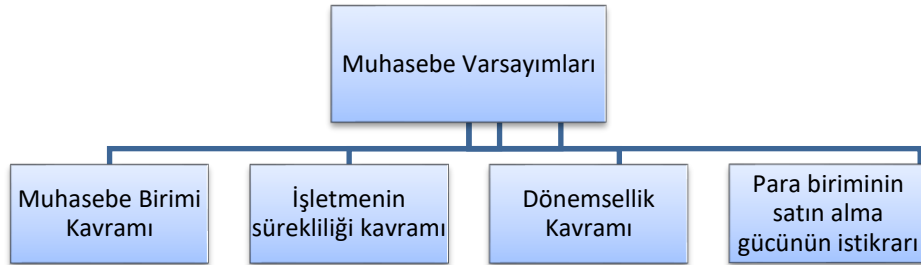 Muhasebe Varsayımları
Muhasebe Birimi
Kavramı
İşletmenin
sürekliliği kavramı
Dönemsellik
Kavramı
Para biriminin
satın alma
gücünün istikrarı